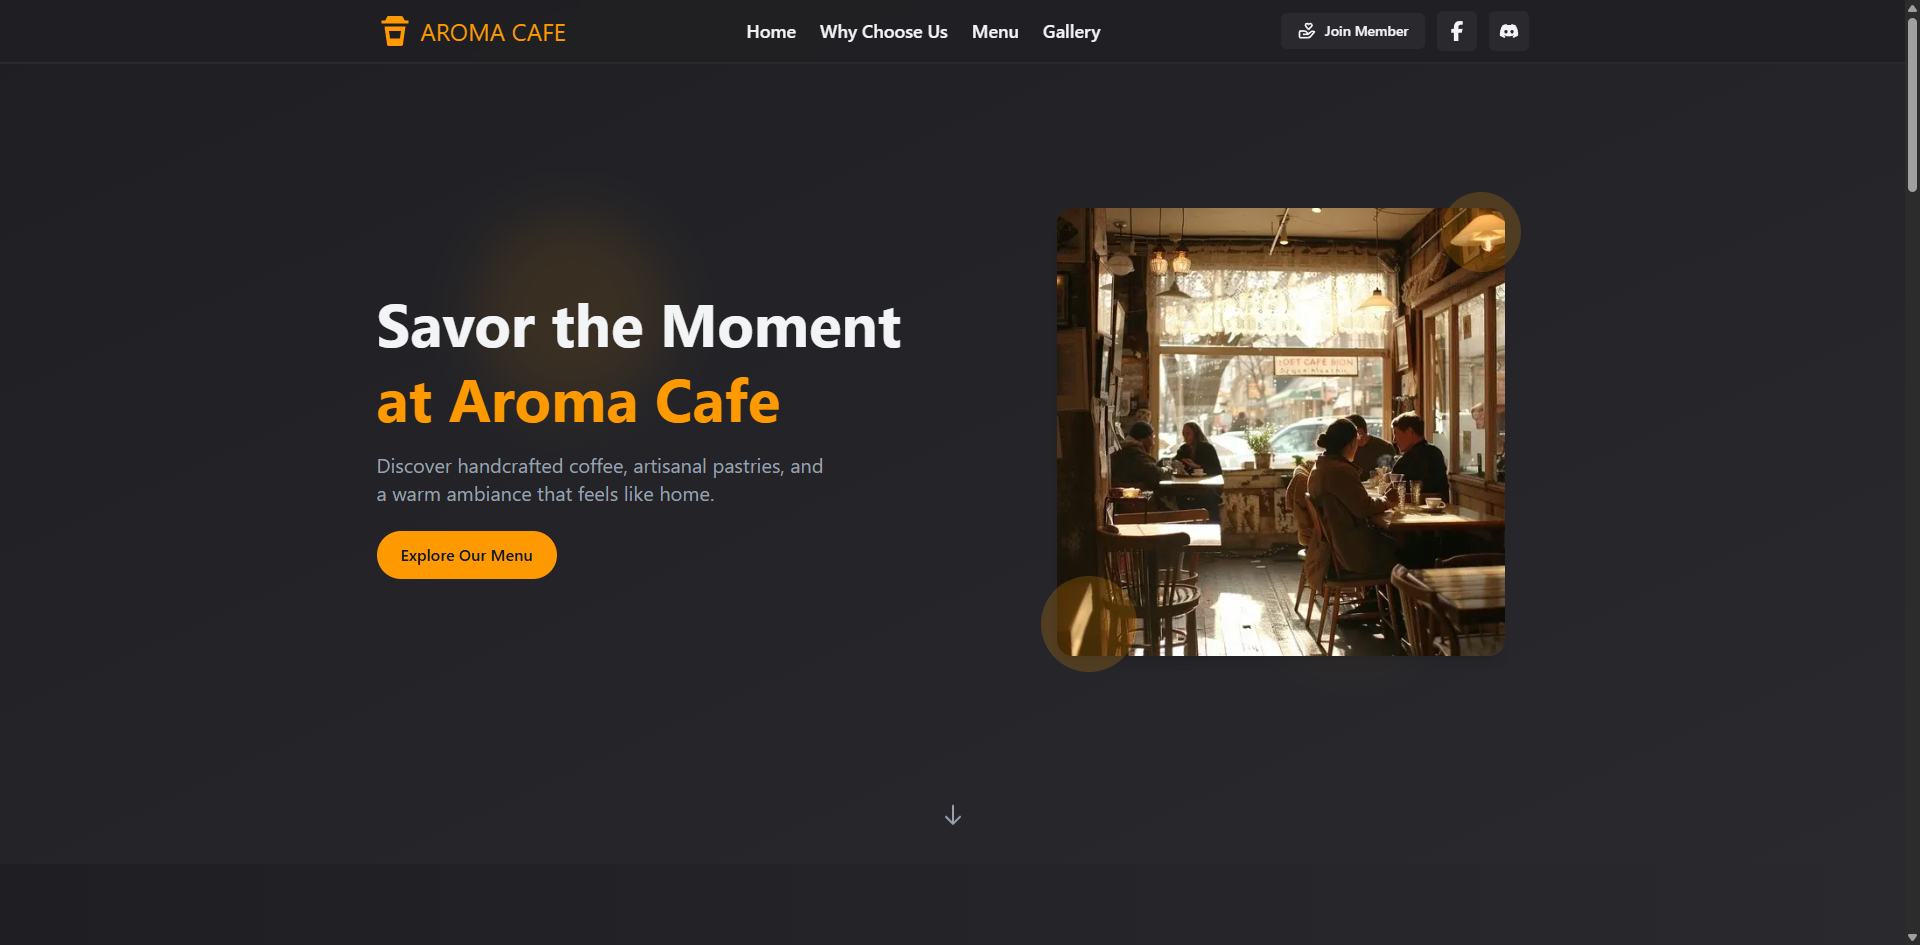 AROMA CAFE
Home
Why Choose Us
Menu
Gallery
Join Member
Savor the Moment
at Aroma Cafe
Discover handcrafted coffee, artisanal pastries, and
a warm ambiance that feels like home.
Explore Our Menu